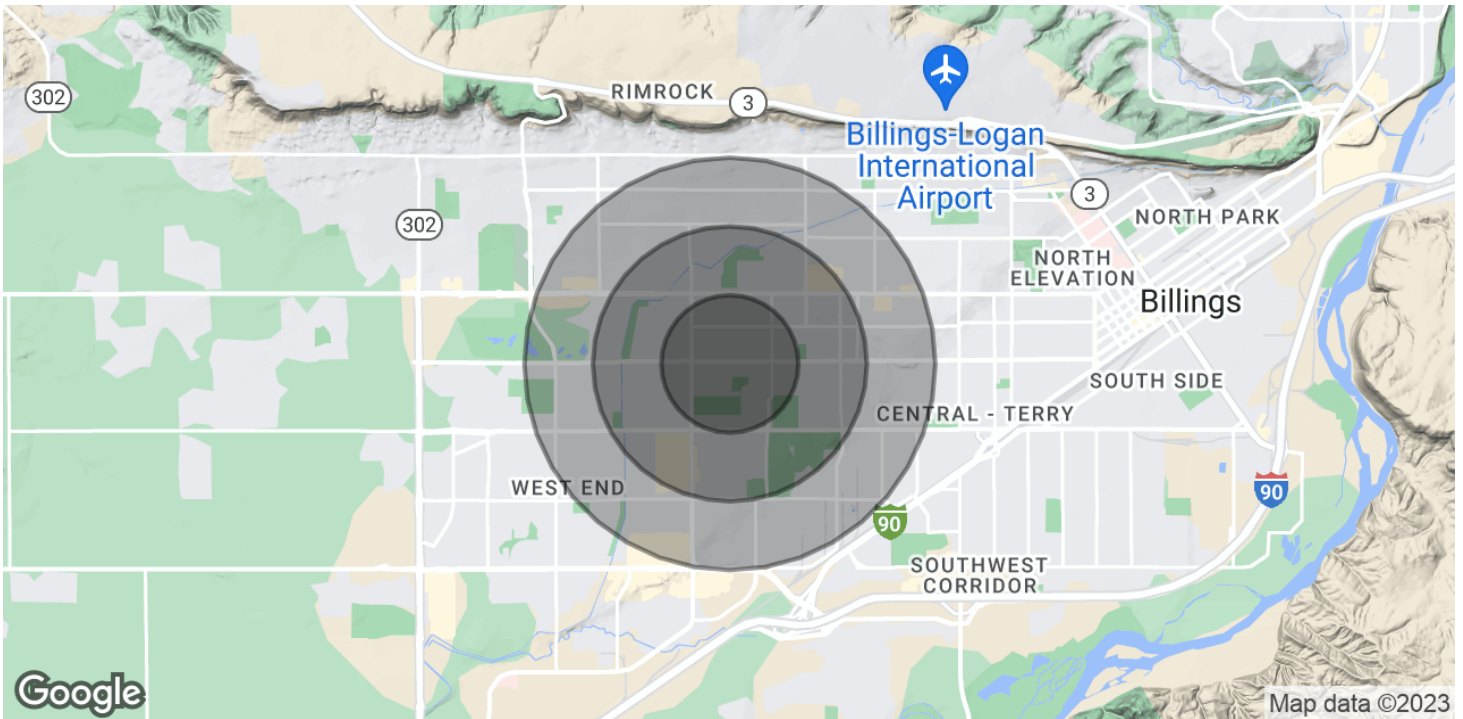 302
RIMROCK
3
Billings-Logan
International
Airport
302
3
NORTH PARK
NORTH
ELEVATION
Billings
SOUTH SIDE
CENTRAL - TERRY
WEST END
90
90
SOUTHWEST
CORRIDOR
Google
Map data ©2023